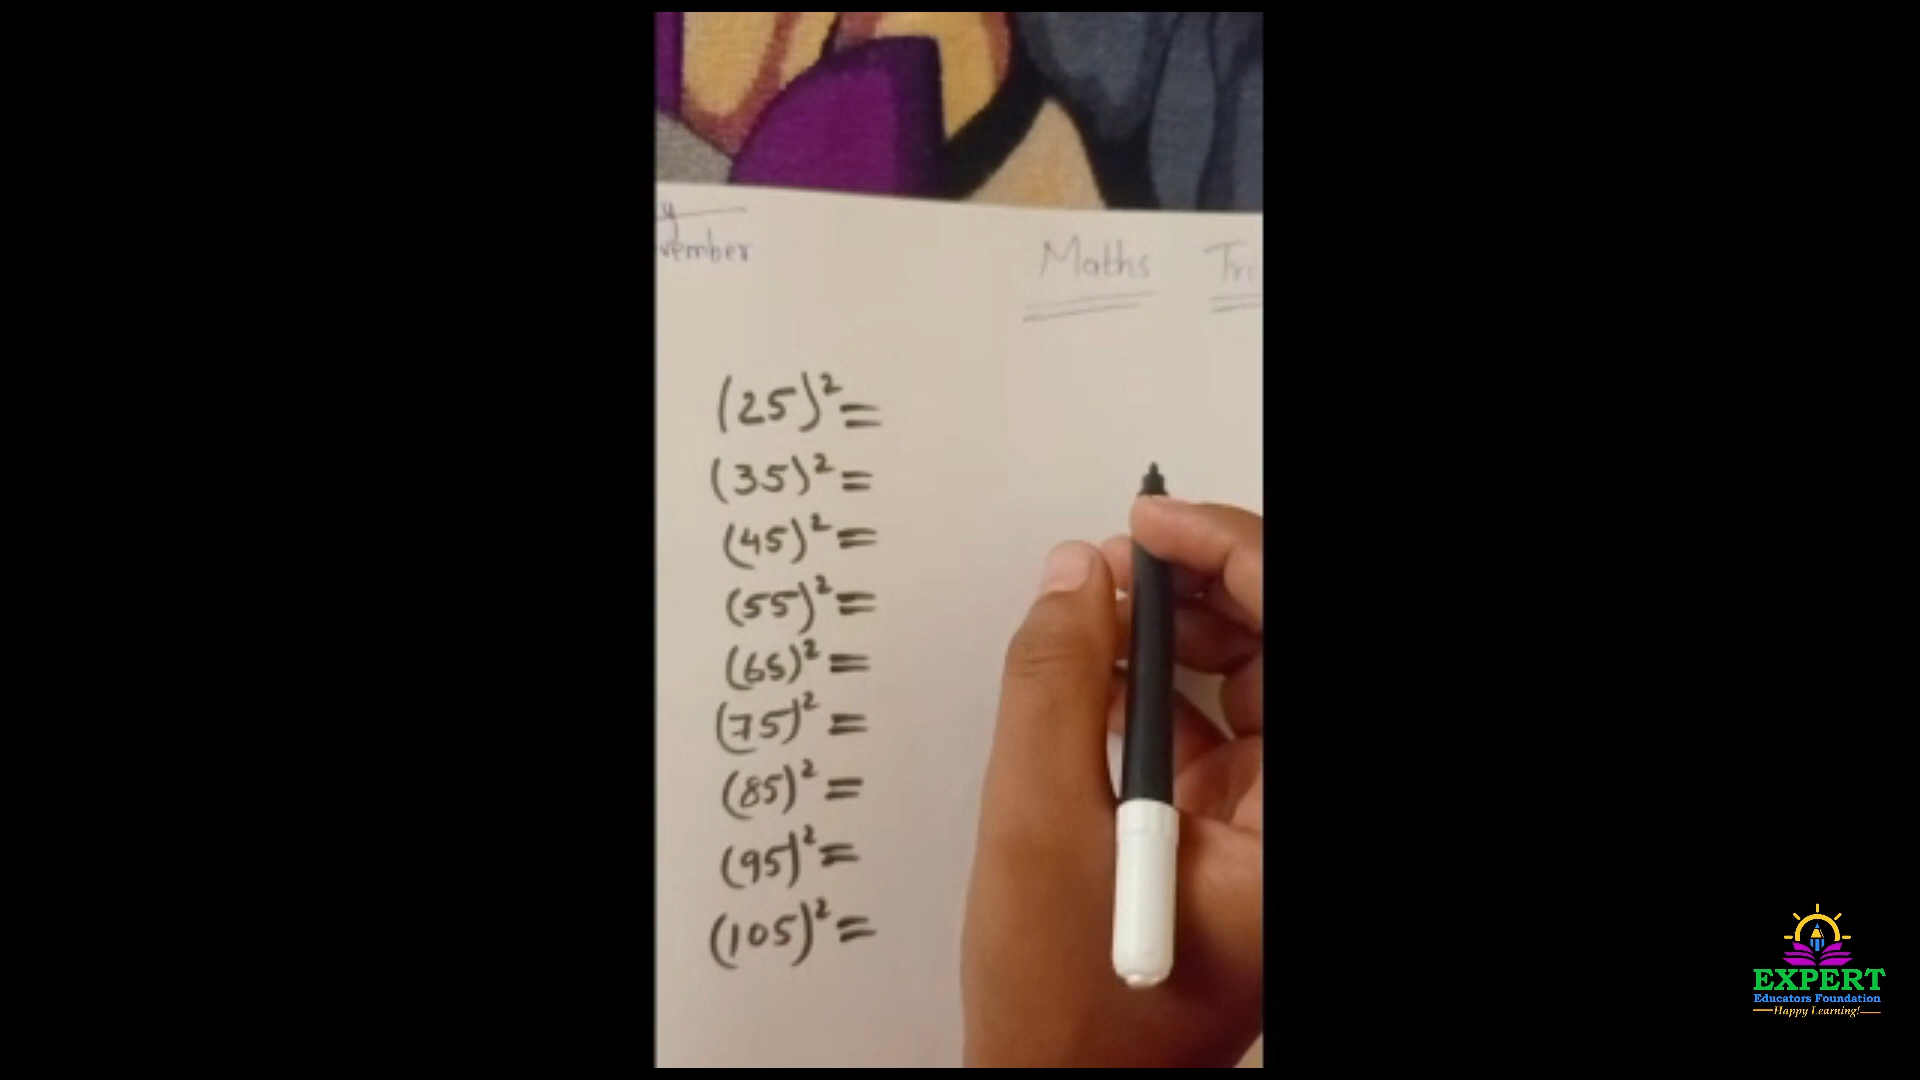 vember
Maths
(25)²=
(35)²=
(45)²=
(55)²=
(65)²=
(75)²=
(85)²=
(95)²=
(105)²=
EXPERT
Educators Foundation
Happy Learning!